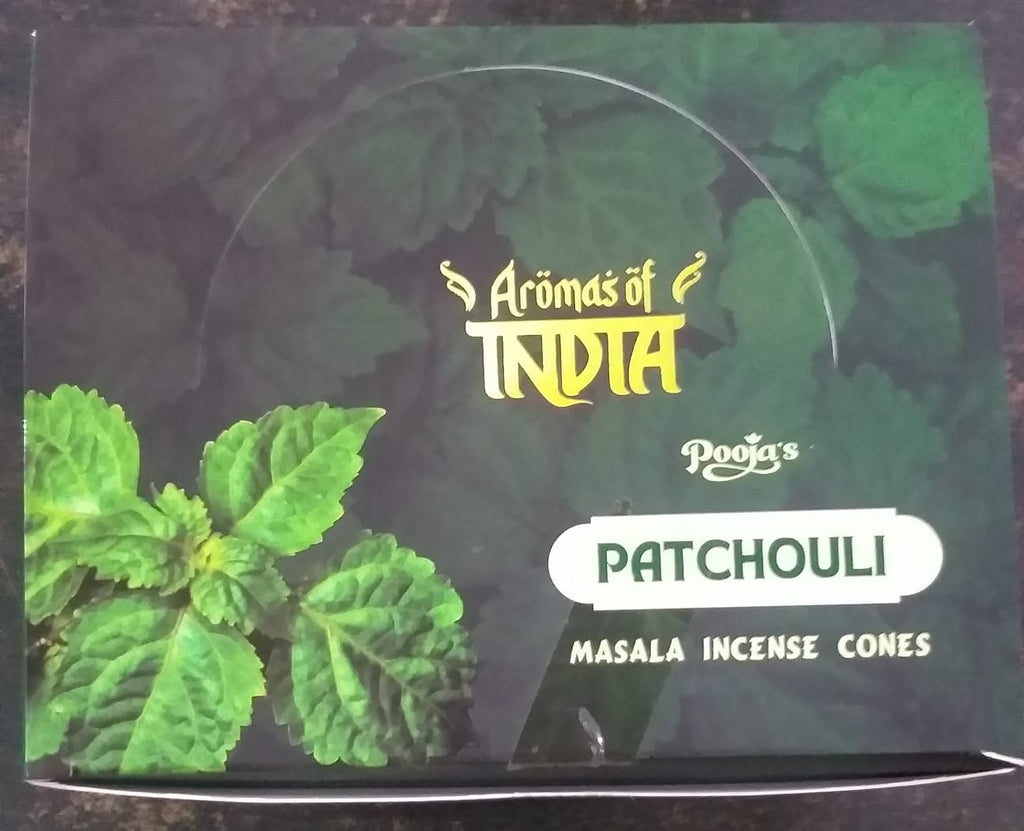 Arömas öf
INDIA
Pooja's
PATCHOULI
MASALA INCENSE CONES